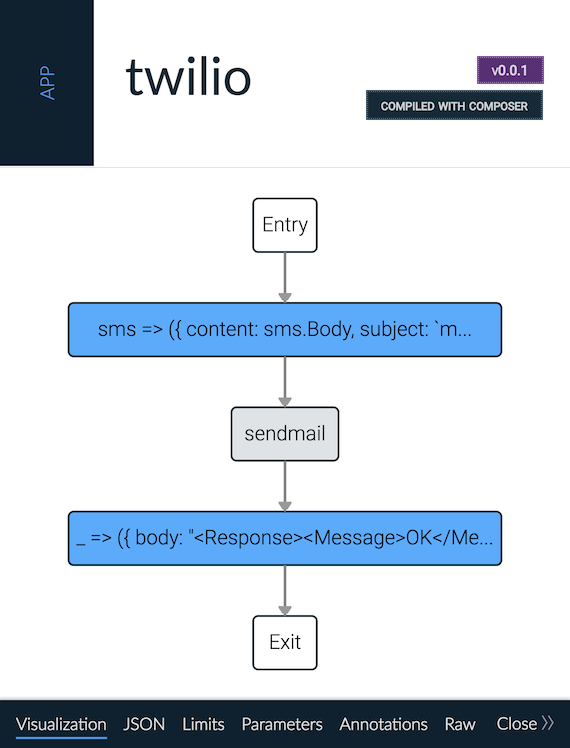 APP
twilio
v0.0.1
COMPILED WITH COMPOSER
Entry
sms => ({ content: sms.Body, subject: `m...
sendmail
_ => ({ body: "<Response><Message>OK</Me...
Exit
Visualization JSON Limits Parameters Annotations Raw Close